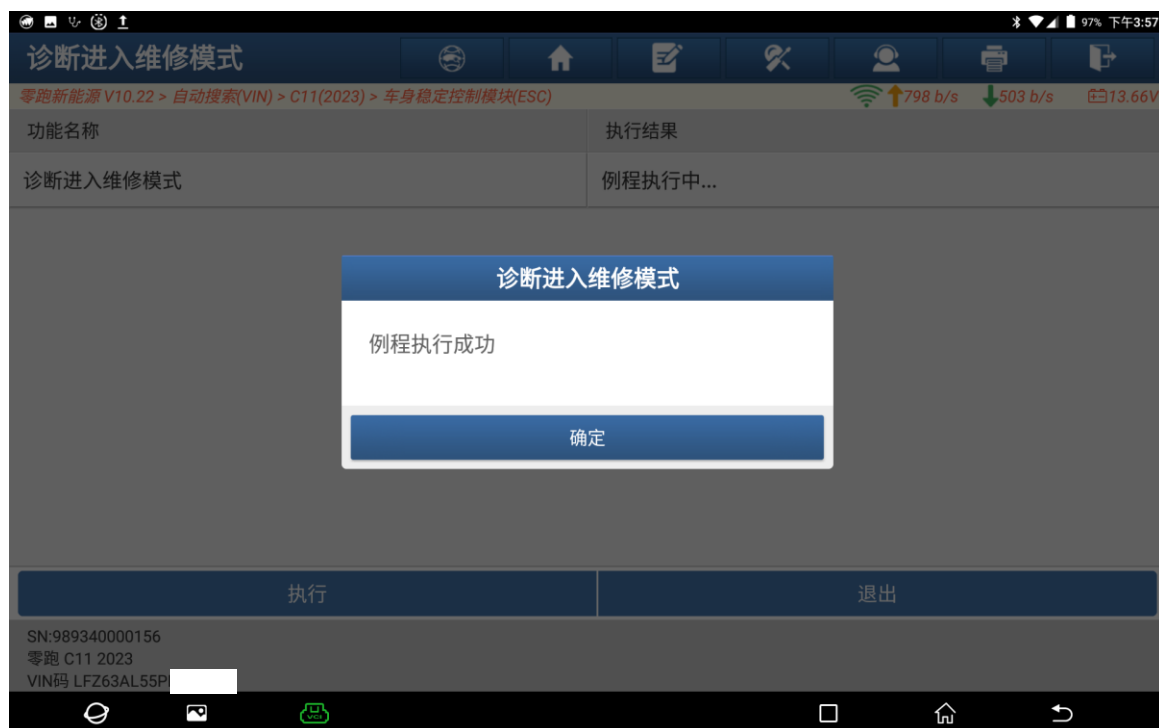 97% 下午3:57
诊断进入维修模式
零跑新能源 V10.22 > 自动搜索(VIN) > C11(2023) > 车身稳定控制模块(ESC) 798 b/s 503 b/s 13.66V
功能名称 执行结果
诊断进入维修模式 例程执行中...
诊断进入维修模式
例程执行成功
确定
执行 退出
SN:989340000156
零跑 C11 2023
VIN码 LFZ63AL55P
VCI